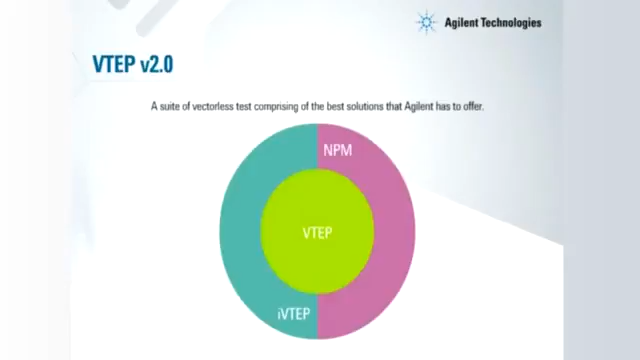 Agilent Technologies
VTEP v2.0
A suite of vectorless test comprising of the best solutions that Agilent has to offer.
NPM
VTEP
iVTEP